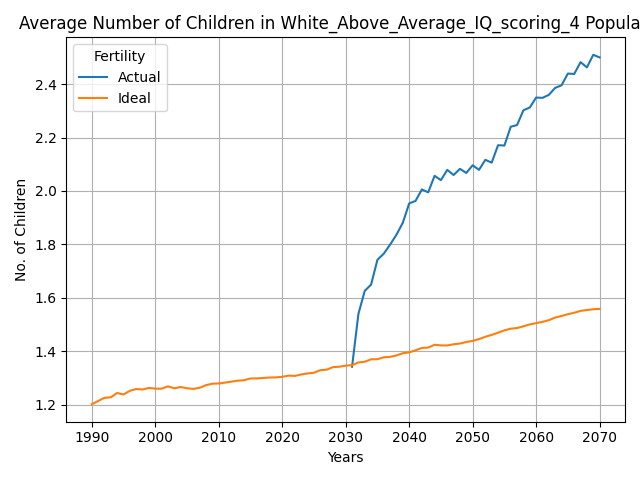 Average Number of Children in White_Above_Average_IQ_scoring_4 Popula
Fertility
Actual
Ideal
2.4
2.2
2.0
1.8
1.6
1.4
1.2
No. of Children
1990 2000 2010 2020 2030 2040 2050 2060 2070
Years